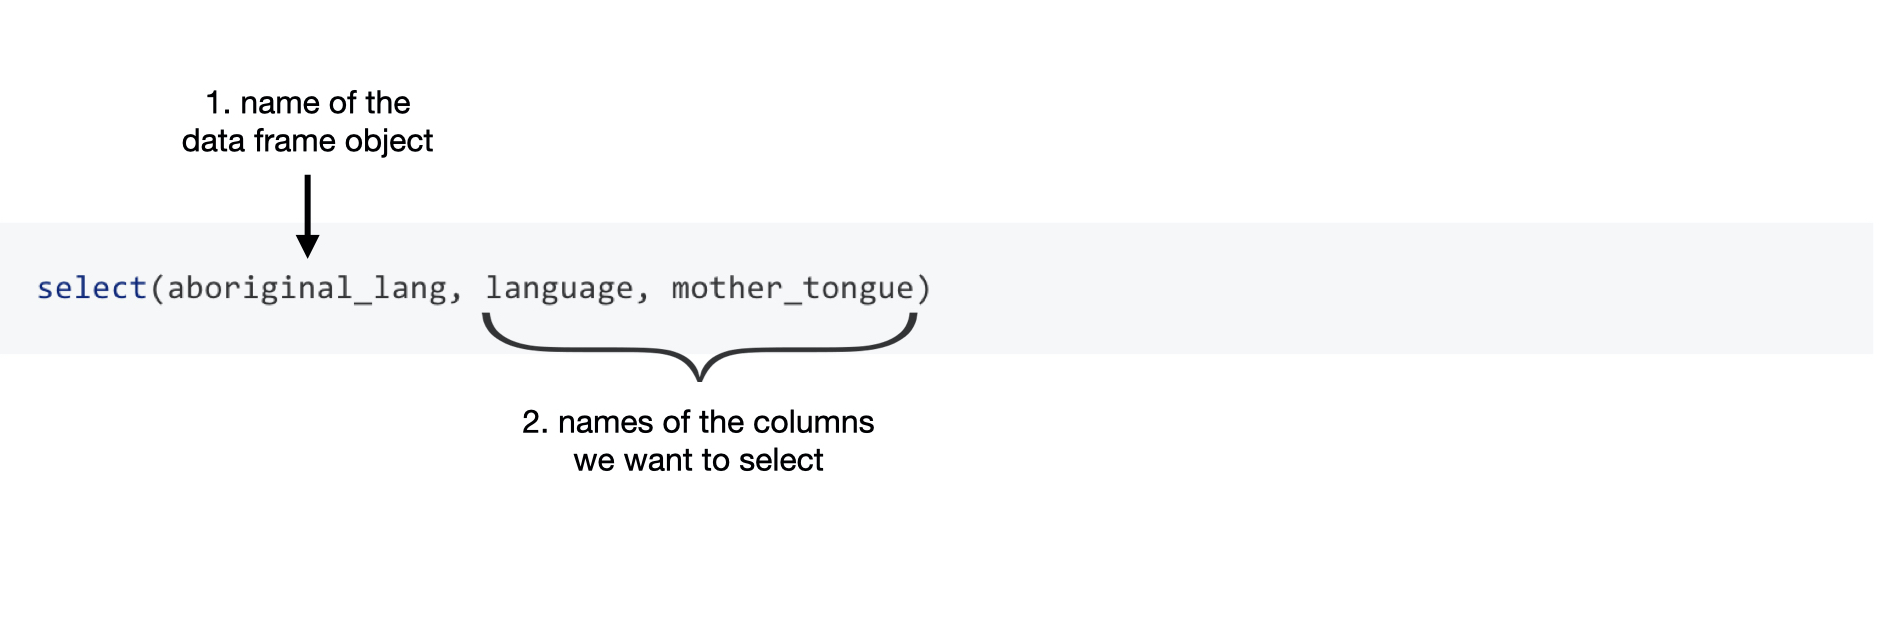 1. name of the
data frame object
select(aboriginal_lang, language, mother_tongue)
2. names of the columns
we want to select